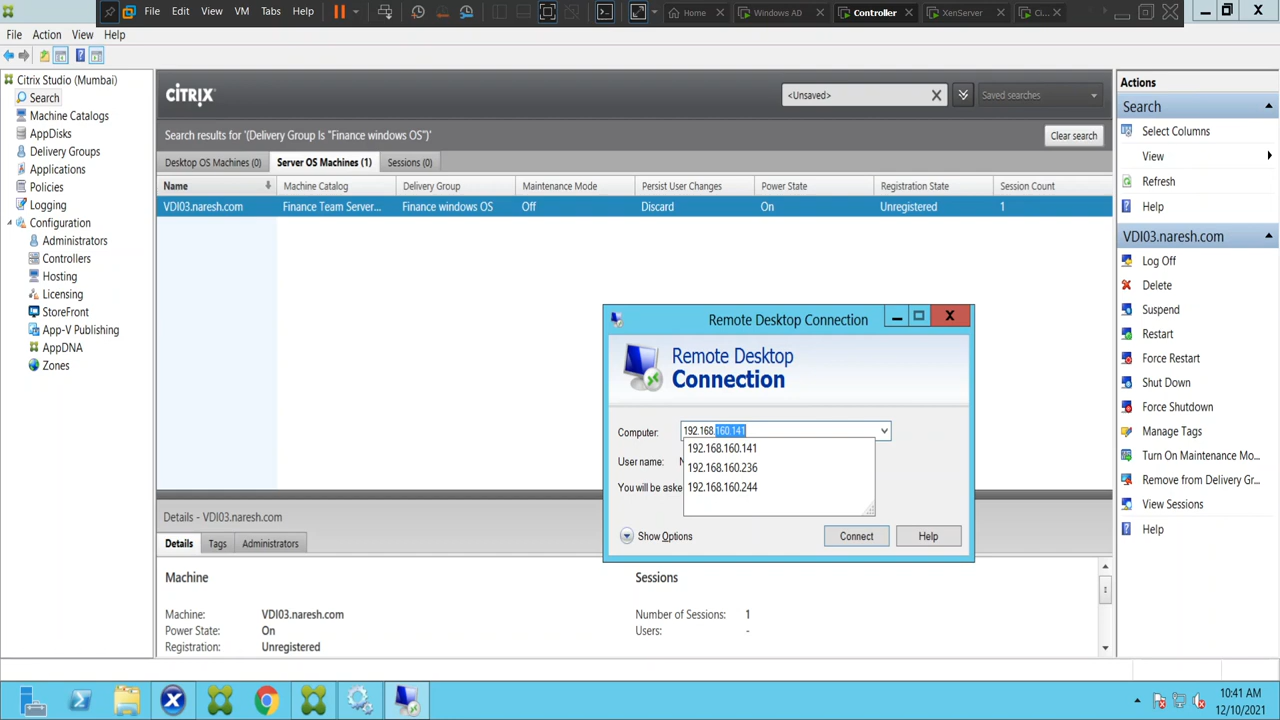 File Edit View VM Tabs Help
Home
Windows AD
Controller
XenServer
Ci...
File Action View Help
Citrix Studio (Mumbai)
Search
Machine Catalogs
AppDisks
Delivery Groups
Applications
Policies
Logging
Configuration
Administrators
Controllers
Hosting
Licensing
StoreFront
App-V Publishing
AppDNA
Zones
CITRIX
<Unsaved>
Saved searches
Search results for '(Delivery Group Is "Finance windows OS")'
Clear search
Desktop OS Machines (0) Server OS Machines (1) Sessions (0)
Name Machine Catalog Delivery Group Maintenance Mode Persist User Changes Power State Registration State Session Count
VDI03.naresh.com Finance Team Server... Finance windows OS Off Discard On Unregistered 1
Remote Desktop Connection
Remote Desktop
Connection
Computer: 192.168.160.141
192.168.160.141
User name: N
192.168.160.236
You will be aske
192.168.160.244
Show Options
Connect
Help
Details - VDI03.naresh.com
Details Tags Administrators
Machine
Machine: VDI03.naresh.com
Power State: On
Registration: Unregistered
Sessions
Number of Sessions: 1
Users: -
Actions
Search
Select Columns
View
Refresh
Help
VDI03.naresh.com
Log Off
Delete
Suspend
Restart
Force Restart
Shut Down
Force Shutdown
Manage Tags
Turn On Maintenance Mo...
Remove from Delivery Gr...
View Sessions
Help
10:41 AM
12/10/2021